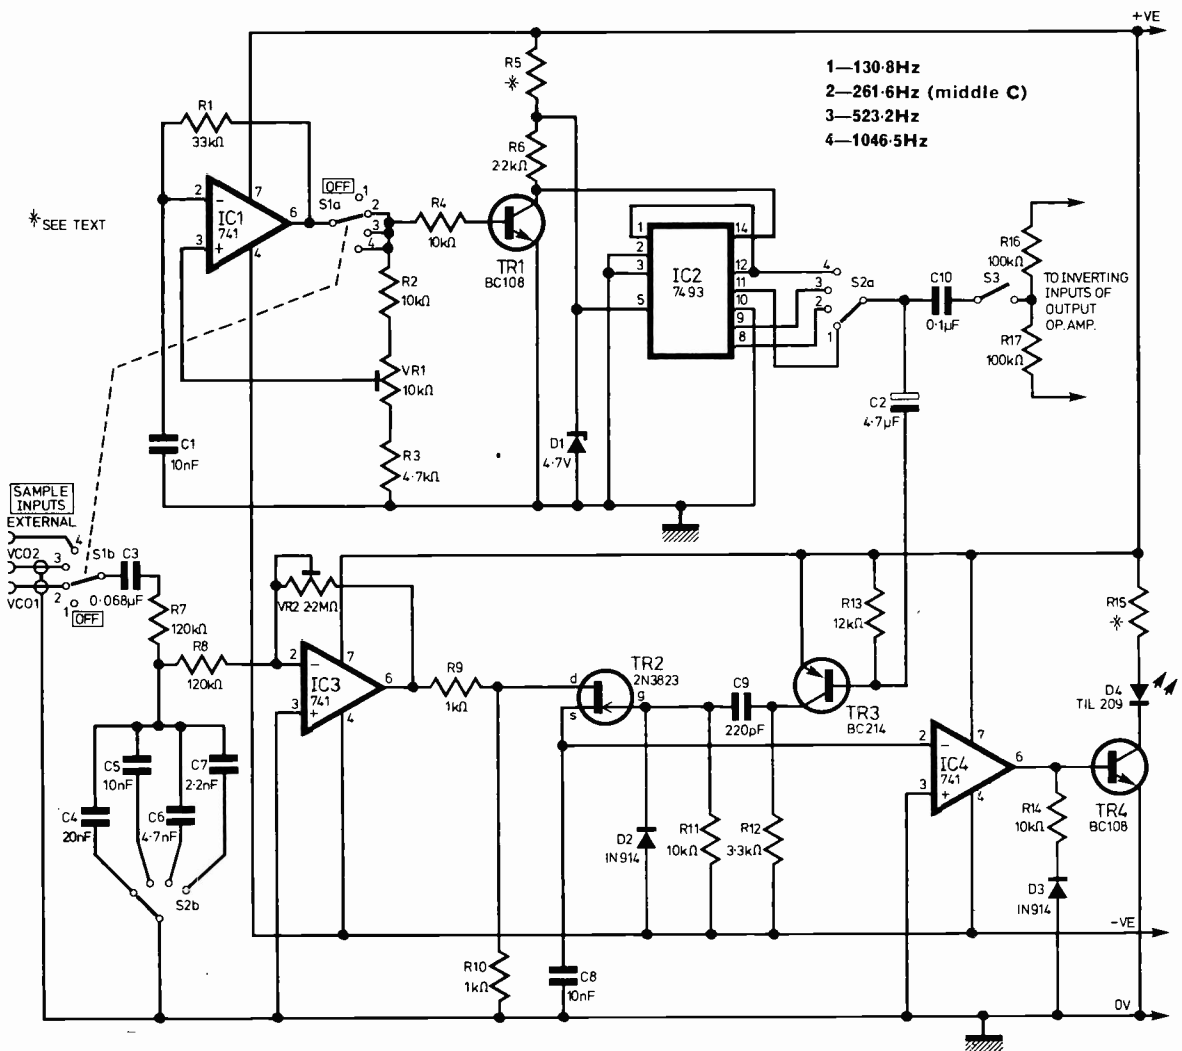 +VE
R5
*
1—130·8Hz
2—261·6Hz (middle C)
3—523·2Hz
4—1046·5Hz
R1
33kΩ
R6
2·2kΩ
*SEE TEXT
2
7
−
IC1
741
6
3
+
4
OFF
S1a
1
2
3
4
R4
10kΩ
TR1
BC108
R2
10kΩ
VR1
10kΩ
R3
4·7kΩ
C1
10nF
D1
4·7V
1
2
3
5
14
12
11
10
9
8
IC2
7493
4
3
2
1
S2a
C10
0·1µF
S3
R16
100kΩ
R17
100kΩ
TO INVERTING
INPUTS OF
OUTPUT
OP.AMP.
C2
4·7µF
SAMPLE
INPUTS
EXTERNAL
4
VCO2
3
S1b
VCO1
2
1
OFF
C3
0·068µF
R7
120kΩ
R8
120kΩ
VR2 2·2MΩ
2
7
−
IC3
741
6
3
+
4
R9
1kΩ
R10
1kΩ
TR2
2N3823
d
g
s
C9
220pF
R13
12kΩ
TR3
BC214
R15
*
D4
TIL 209
2
7
−
IC4
741
6
3
+
4
TR4
BC108
R14
10kΩ
D3
IN914
D2
IN914
R11
10kΩ
R12
3·3kΩ
C4
20nF
C5
10nF
C6
4·7nF
C7
2·2nF
S2b
C8
10nF
−VE
0V